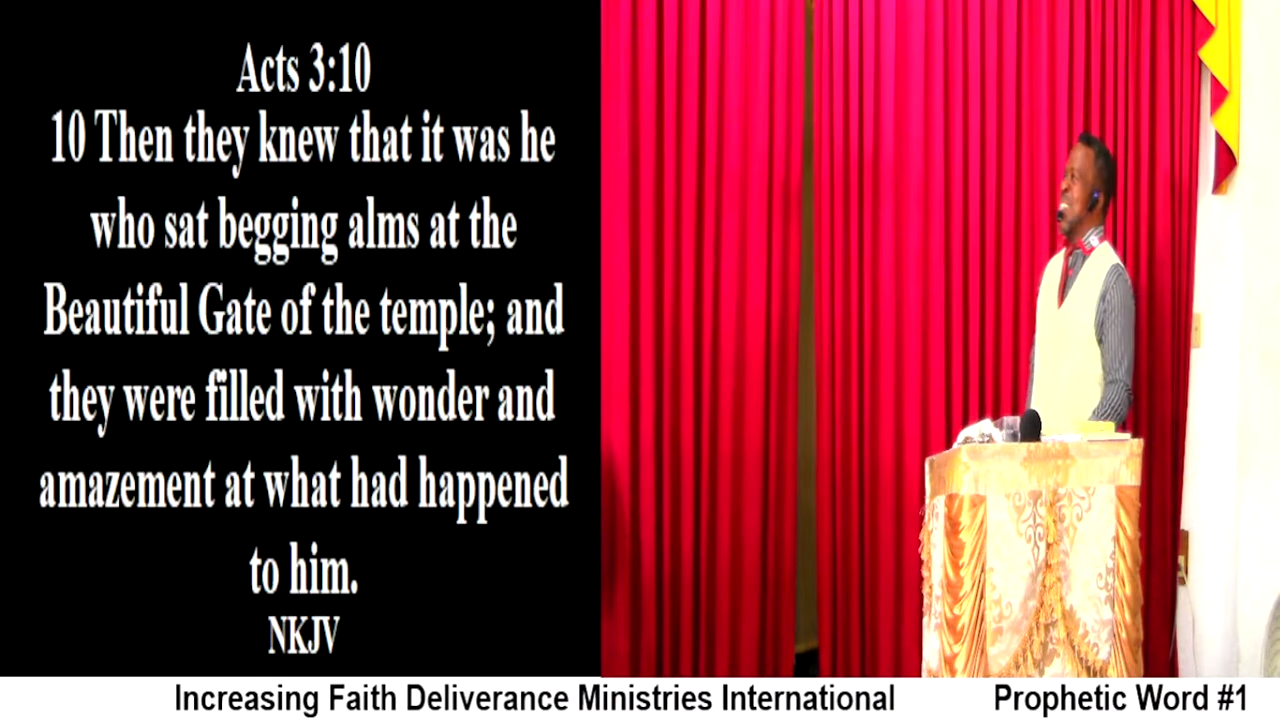 Acts 3:10
10 Then they knew that it was he
who sat begging alms at the
Beautiful Gate of the temple; and
they were filled with wonder and
amazement at what had happened
to him.
NKJV
Increasing Faith Deliverance Ministries International
Prophetic Word #1